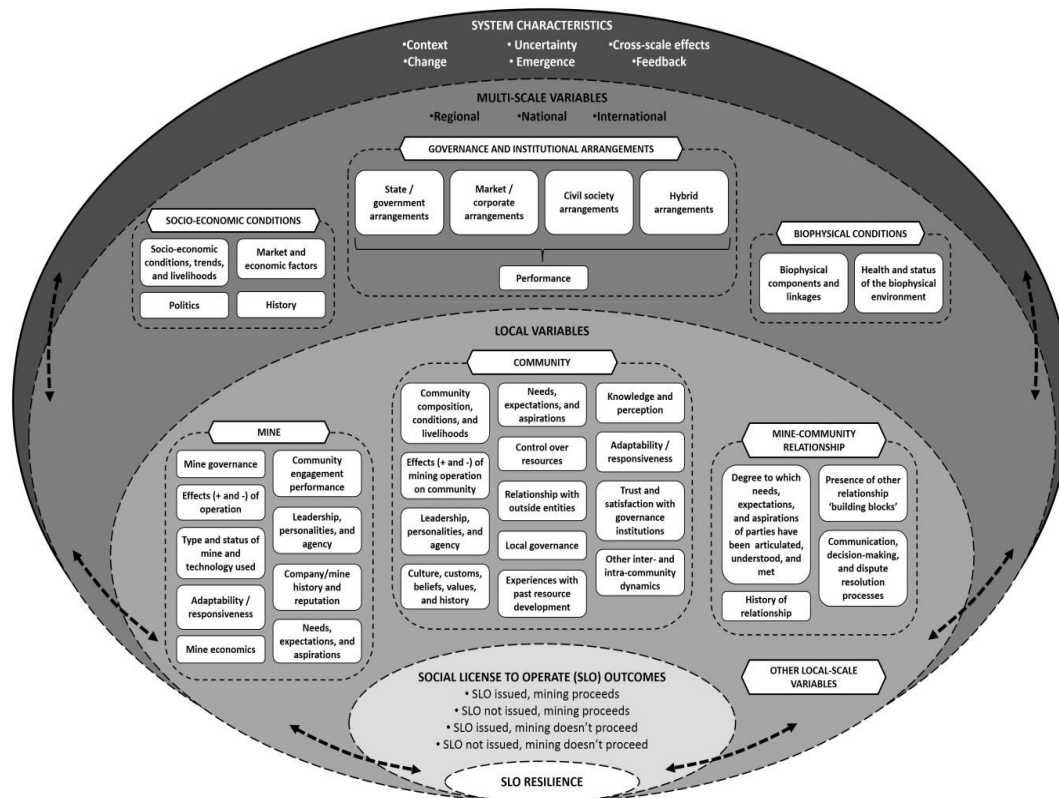 SYSTEM CHARACTERISTICS
•Context
•Uncertainty
•Cross-scale effects
•Change
•Emergence
•Feedback
MULTI-SCALE VARIABLES
•Regional
•National
•International
GOVERNANCE AND INSTITUTIONAL ARRANGEMENTS
State /
government
arrangements
Market /
corporate
arrangements
Civil society
arrangements
Hybrid
arrangements
Performance
SOCIO-ECONOMIC CONDITIONS
Socio-economic
conditions, trends,
and livelihoods
Market and
economic factors
Politics
History
BIOPHYSICAL CONDITIONS
Biophysical
components and
linkages
Health and status
of the biophysical
environment
LOCAL VARIABLES
MINE
Mine governance
Effects (+ and -) of
operation
Type and status of
mine and
technology used
Adaptability /
responsiveness
Mine economics
Community
engagement
performance
Leadership,
personalities, and
agency
Company/mine
history and
reputation
Needs,
expectations, and
aspirations
COMMUNITY
Community
composition,
conditions, and
livelihoods
Effects (+ and -) of
mining operation
on community
Leadership,
personalities, and
agency
Culture, customs,
beliefs, values,
and history
Needs,
expectations, and
aspirations
Control over
resources
Relationship with
outside entities
Local governance
Experiences with
past resource
development
Knowledge and
perception
Adaptability /
responsiveness
Trust and
satisfaction with
governance
institutions
Other inter- and
intra-community
dynamics
MINE-COMMUNITY
RELATIONSHIP
Degree to which
needs,
expectations,
and aspirations
of parties have
been articulated,
understood, and
met
History of
relationship
Presence of other
relationship
'building blocks'
Communication,
decision-making,
and dispute
resolution
processes
OTHER LOCAL-SCALE
VARIABLES
SOCIAL LICENSE TO OPERATE (SLO) OUTCOMES
• SLO issued, mining proceeds
• SLO not issued, mining proceeds
• SLO issued, mining doesn't proceed
• SLO not issued, mining doesn't proceed
SLO RESILIENCE